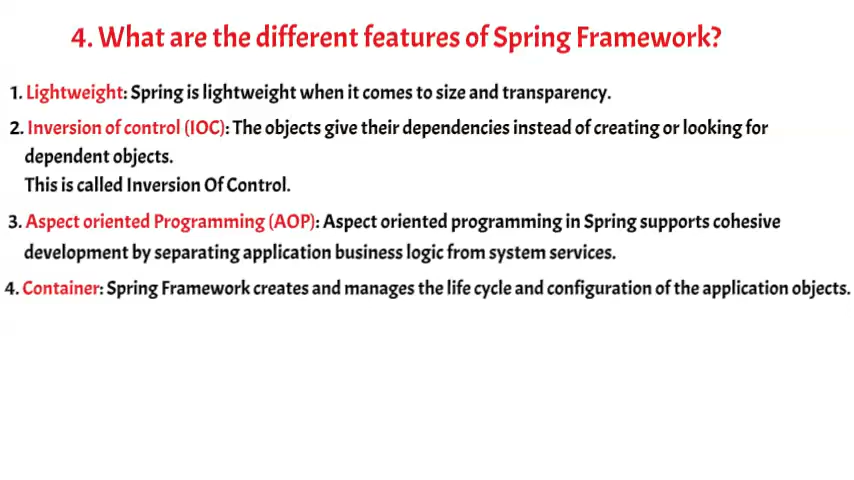 4. What are the different features of Spring Framework?
1. Lightweight: Spring is lightweight when it comes to size and transparency.
2. Inversion of control (IOC): The objects give their dependencies instead of creating or looking for
dependent objects.
This is called Inversion Of Control.
3. Aspect oriented Programming (AOP): Aspect oriented programming in Spring supports cohesive
development by separating application business logic from system services.
4. Container: Spring Framework creates and manages the life cycle and configuration of the application objects.